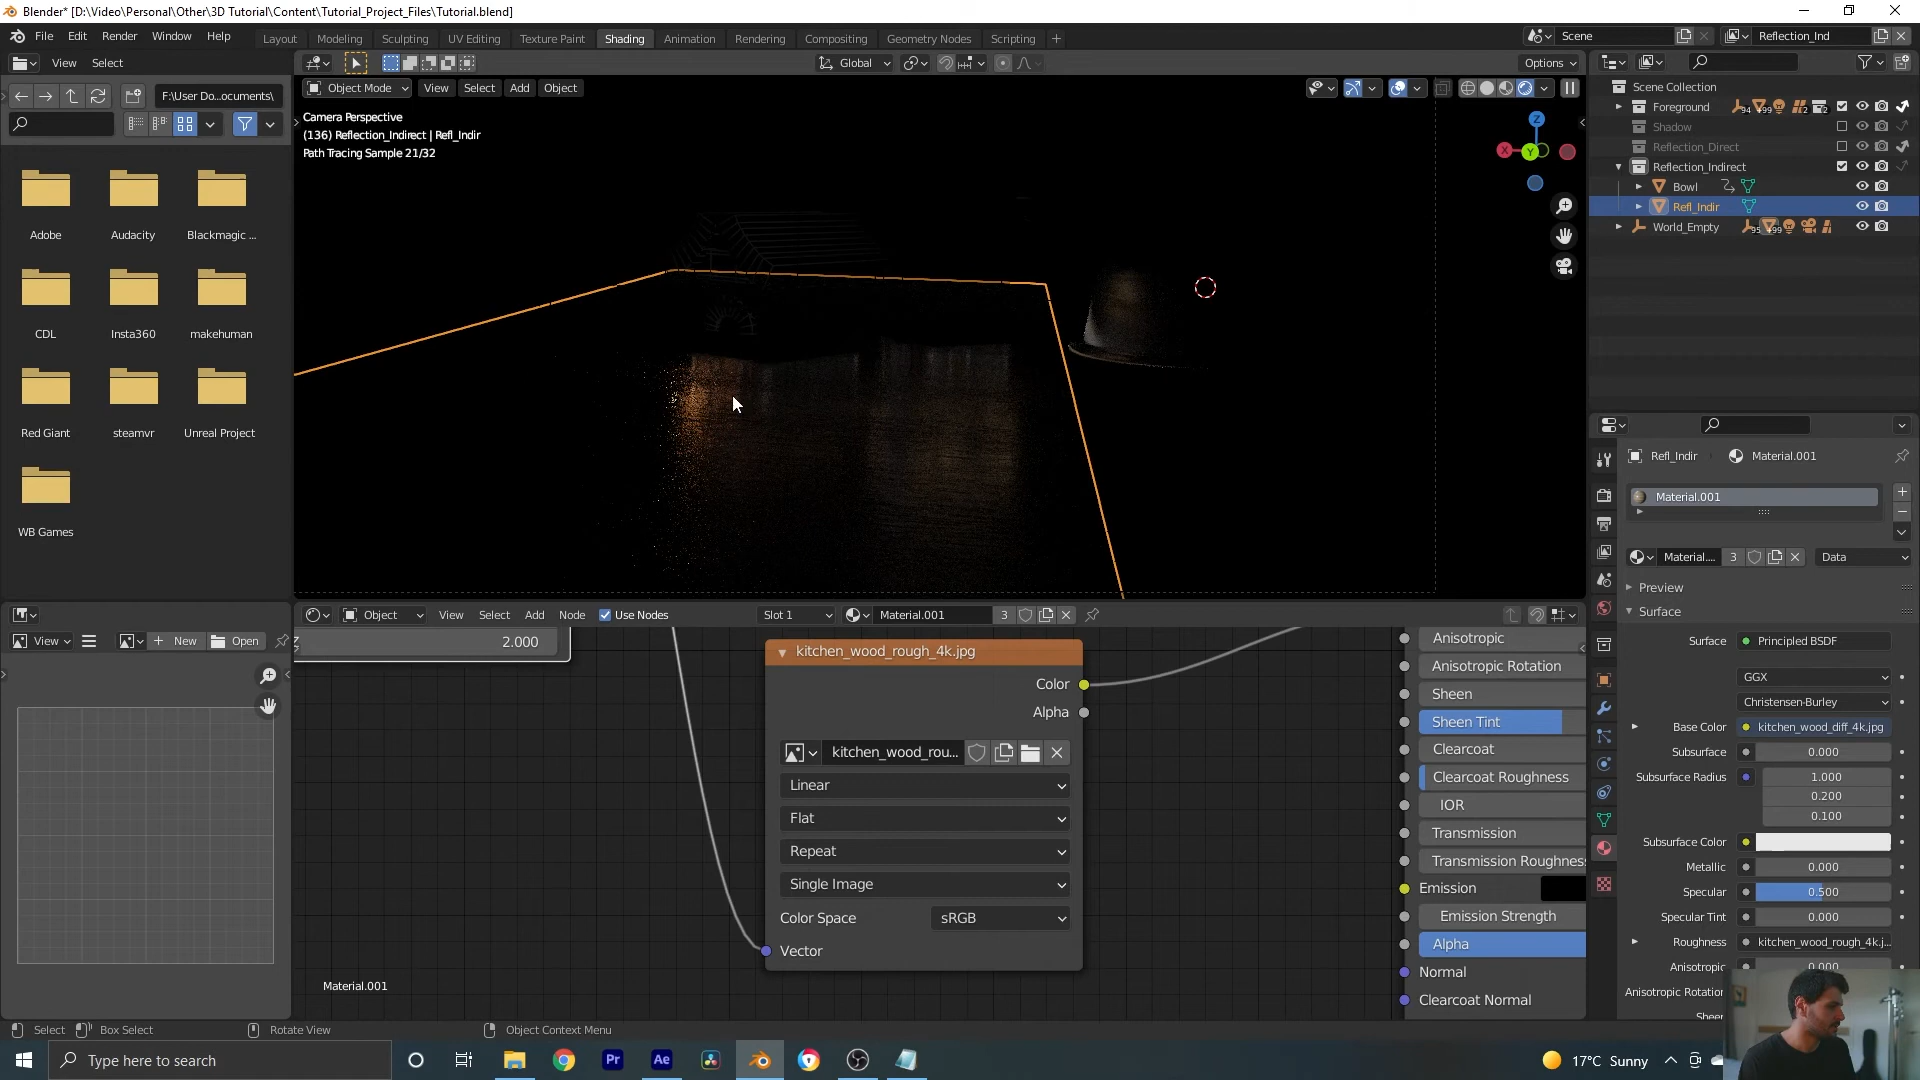 Blender* [D:\Video\Personal\Other\3D Tutorial\Content\Tutorial_Project_Files\Tutorial.blend]
File Edit Render Window Help
Layout Modeling Sculpting UV Editing Texture Paint Shading Animation Rendering Compositing Geometry Nodes Scripting +
Scene
Reflection_Ind
View Select
Global
Options
F:\User Do...ocuments\
Object Mode View Select Add Object
Camera Perspective
(136) Reflection_Indirect | Refl_Indir
Path Tracing Sample 21/32
Z
X
Y
Scene Collection
Foreground
94 +99 2 2
Shadow
Reflection_Direct
Reflection_Indirect
Bowl
Refl_Indir
World_Empty
95 +99
Adobe
Audacity
Blackmagic ...
CDL
Insta360
makehuman
Red Giant
steamvr
Unreal Project
WB Games
Refl_Indir Material.001
Material.001
Material.... 3 Data
Preview
Surface
Surface Principled BSDF
GGX
Christensen-Burley
Base Color kitchen_wood_diff_4k.jpg
Subsurface 0.000
Subsurface Radius 1.000
0.200
0.100
Subsurface Color
Metallic 0.000
Specular 0.500
Specular Tint 0.000
Roughness kitchen_wood_rough_4k.j...
Anisotropic 0.000
Anisotropic Rotation
View + New Open
Object View Select Add Node Use Nodes Slot 1 Material.001 3
2.000
kitchen_wood_rough_4k.jpg
Color
Alpha
kitchen_wood_rou...
Linear
Flat
Repeat
Single Image
Color Space sRGB
Vector
Anisotropic
Anisotropic Rotation
Sheen
Sheen Tint
Clearcoat
Clearcoat Roughness
IOR
Transmission
Transmission Roughness
Emission
Emission Strength
Alpha
Normal
Clearcoat Normal
Material.001
Select Box Select Rotate View Object Context Menu
Type here to search
Pr
Ae
17°C Sunny